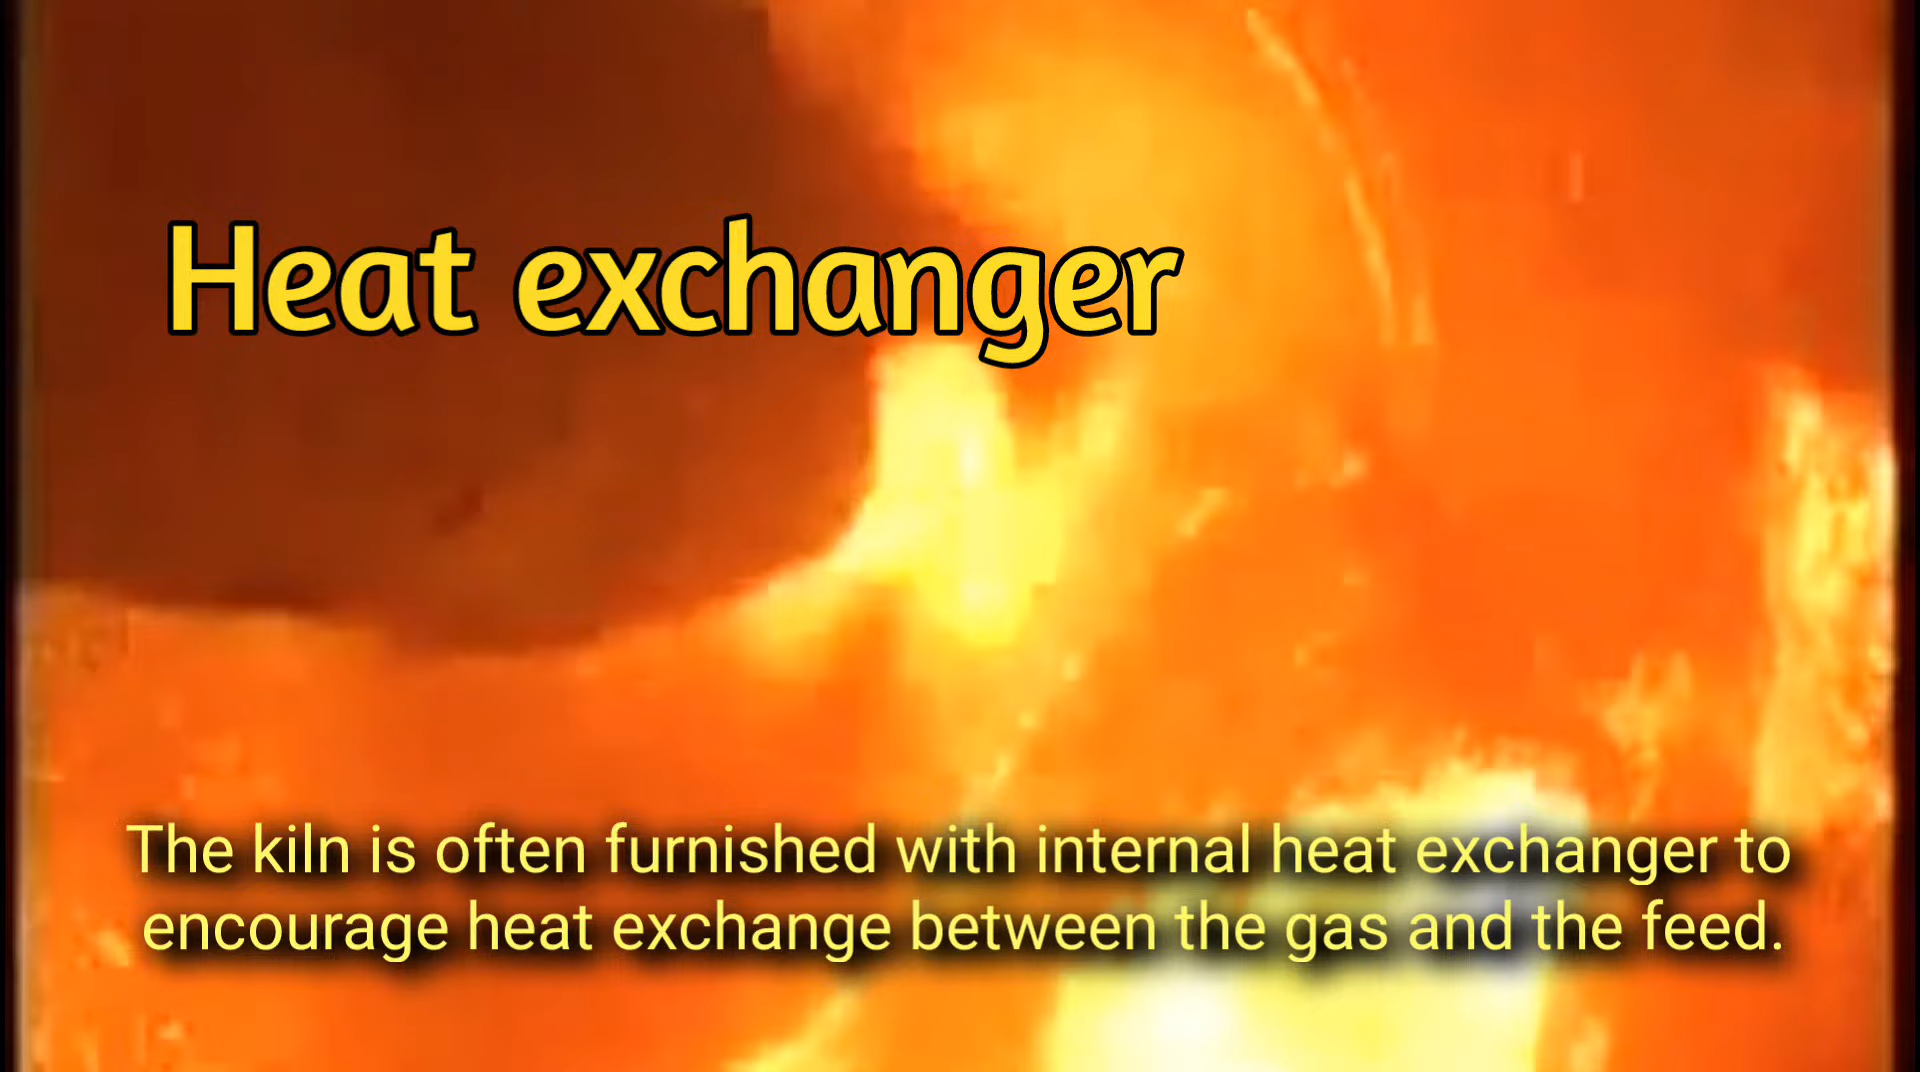 Heat exchanger
The kiln is often furnished with internal heat exchanger to
encourage heat exchange between the gas and the feed.